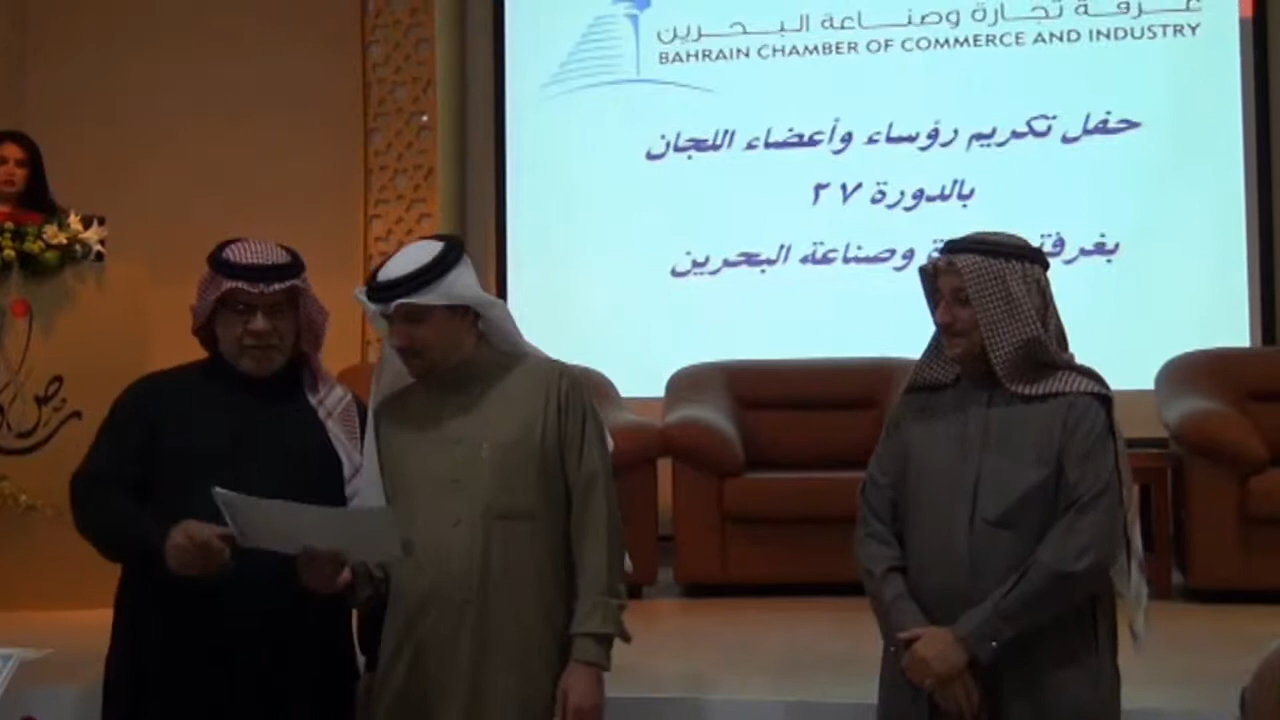 غرفة تجارة وصناعة البحرين
BAHRAIN CHAMBER OF COMMERCE AND INDUSTRY
حفل تكريم رؤساء وأعضاء اللجان
بالدورة ٢٧
بغرفة وصناعة البحرين